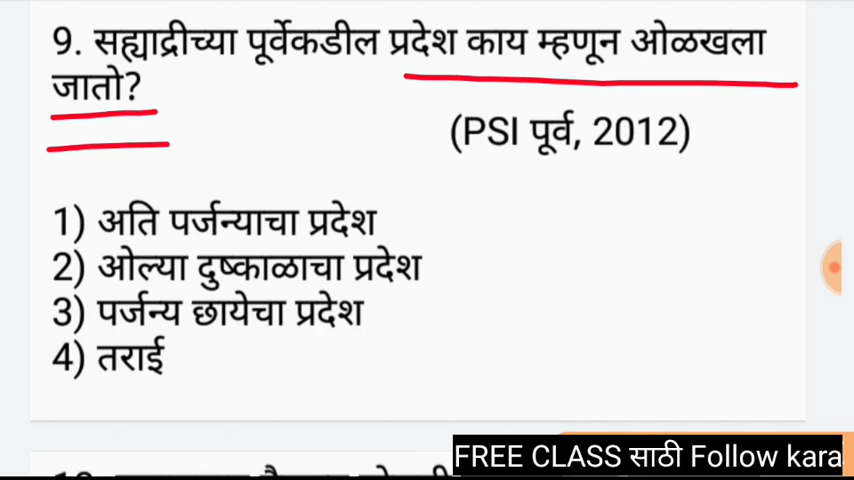 9. सह्याद्रीच्या पूर्वेकडील प्रदेश काय म्हणून ओळखला
जातो?
(PSI पूर्व, 2012)
1) अति पर्जन्याचा प्रदेश
2) ओल्या दुष्काळाचा प्रदेश
3) पर्जन्य छायेचा प्रदेश
4) तराई
FREE CLASS साठी Follow kara